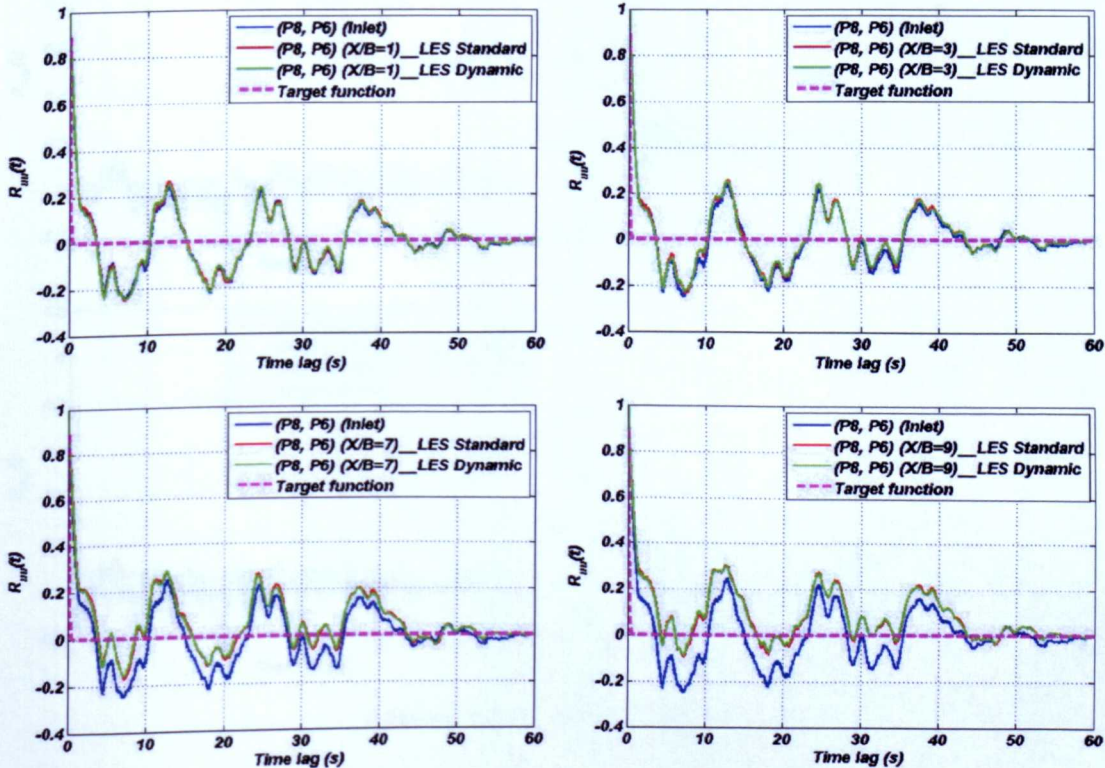 (P8, P6) (Inlet)
(P8, P6) (X/B=1)__LES Standard
(P8, P6) (X/B=1)__LES Dynamic
Target function
1
0.8
0.6
0.4
0.2
0
-0.2
-0.4
0 10 20 30 40 50 60
Time lag (s)
(P8, P6) (Inlet)
(P8, P6) (X/B=3)__LES Standard
(P8, P6) (X/B=3)__LES Dynamic
Target function
1
0.8
0.6
0.4
0.2
0
-0.2
-0.4
0 10 20 30 40 50 60
Time lag (s)
(P8, P6) (Inlet)
(P8, P6) (X/B=7)__LES Standard
(P8, P6) (X/B=7)__LES Dynamic
Target function
1
0.8
0.6
0.4
0.2
0
-0.2
-0.4
0 10 20 30 40 50 60
Time lag (s)
(P8, P6) (Inlet)
(P8, P6) (X/B=9)__LES Standard
(P8, P6) (X/B=9)__LES Dynamic
Target function
1
0.8
0.6
0.4
0.2
0
-0.2
-0.4
0 10 20 30 40 50 60
Time lag (s)